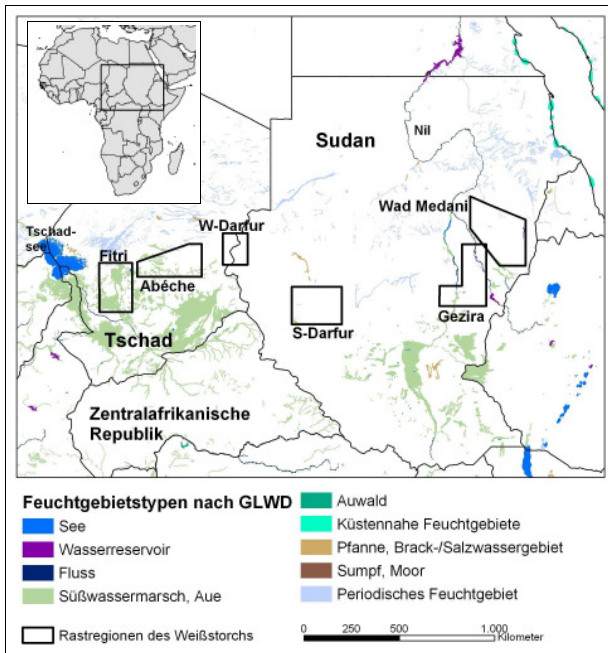 Sudan
Nil
Wad Medani
W-Darfur
Tschad-
see
Fitri
Abéche
Gezira
S-Darfur
Tschad
Zentralafrikanische
Republik
Feuchtgebietstypen nach GLWD
See
Wasserreservoir
Fluss
Süßwassermarsch, Aue
Rastregionen des Weißstorchs
Auwald
Küstennahe Feuchtgebiete
Pfanne, Brack-/Salzwassergebiet
Sumpf, Moor
Periodisches Feuchtgebiet
0 250 500 1.000
Kilometer